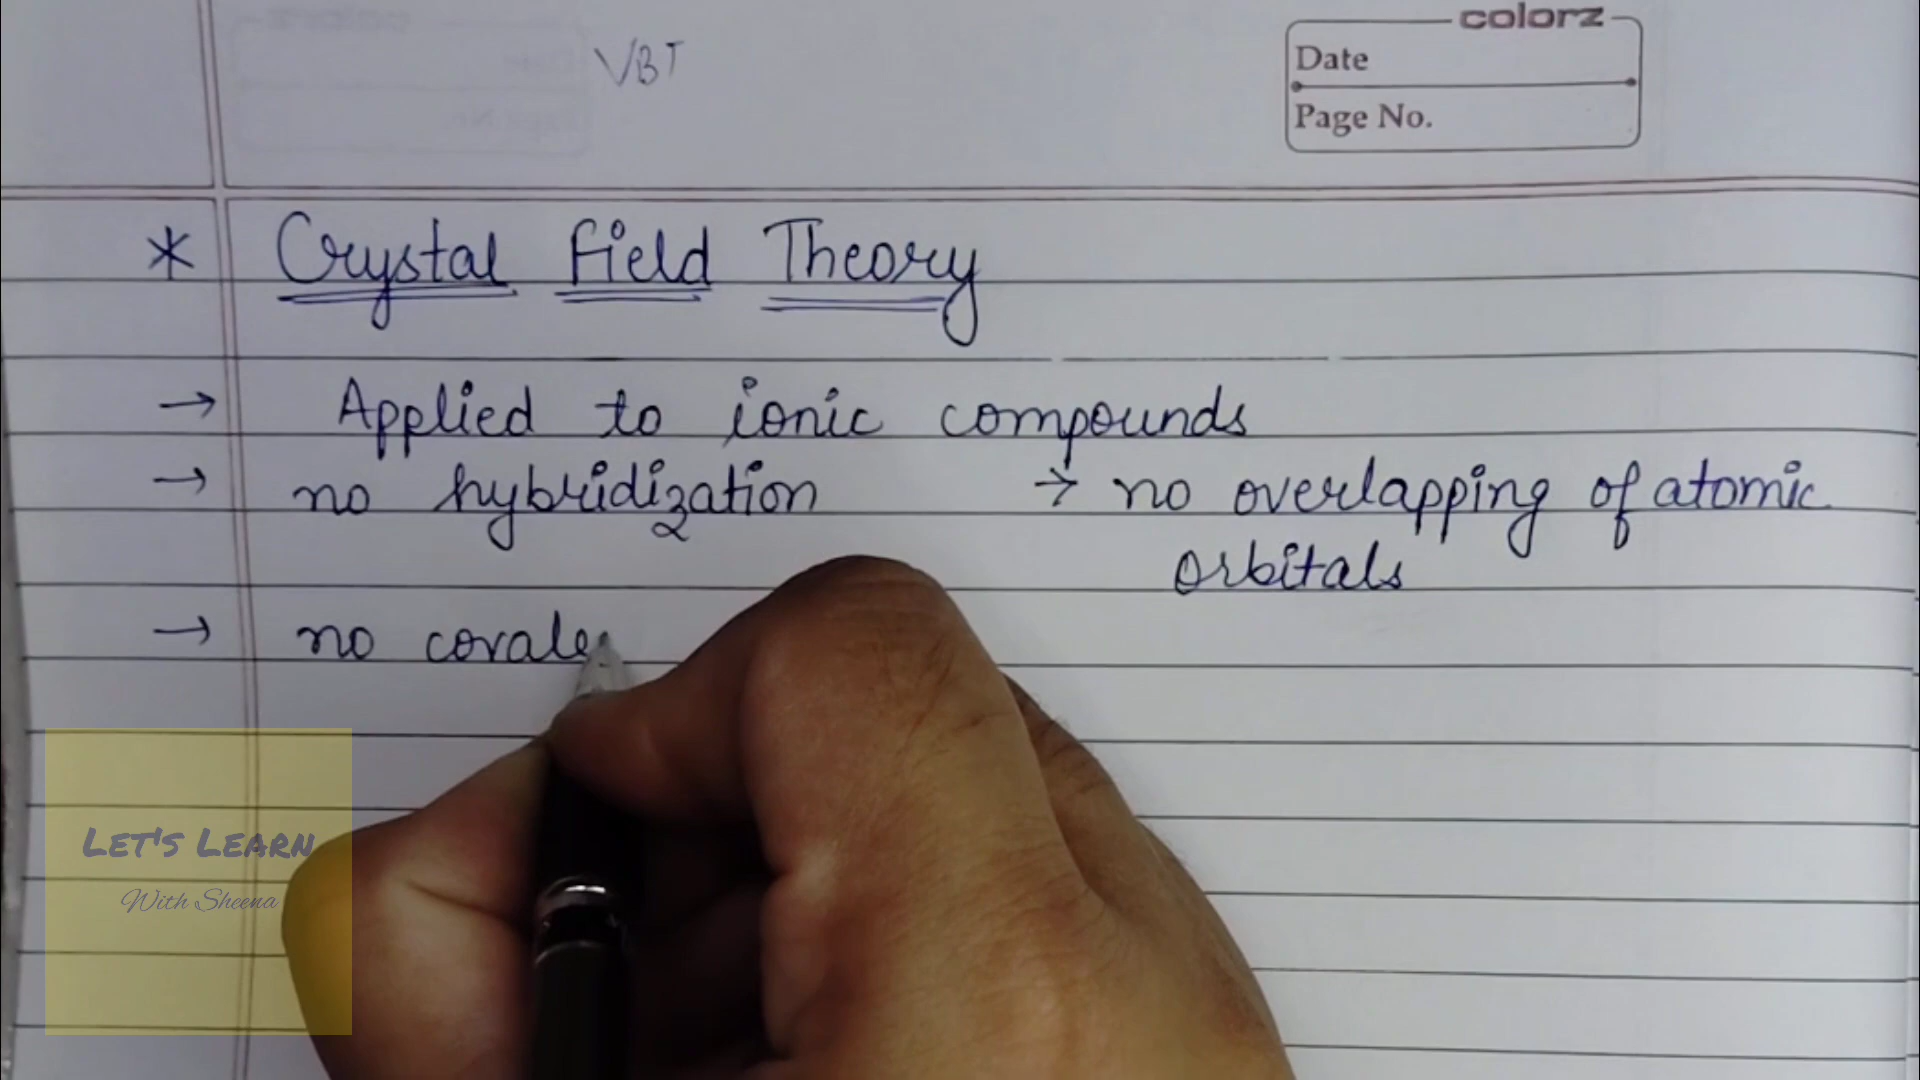 colorz
VBT
Date
Page No.
* Crystal Field Theory
→ Applied to ionic compounds
→ no hybridization → no overlapping of atomic
orbitals
→ no covale
LET'S LEARN
With Sheena